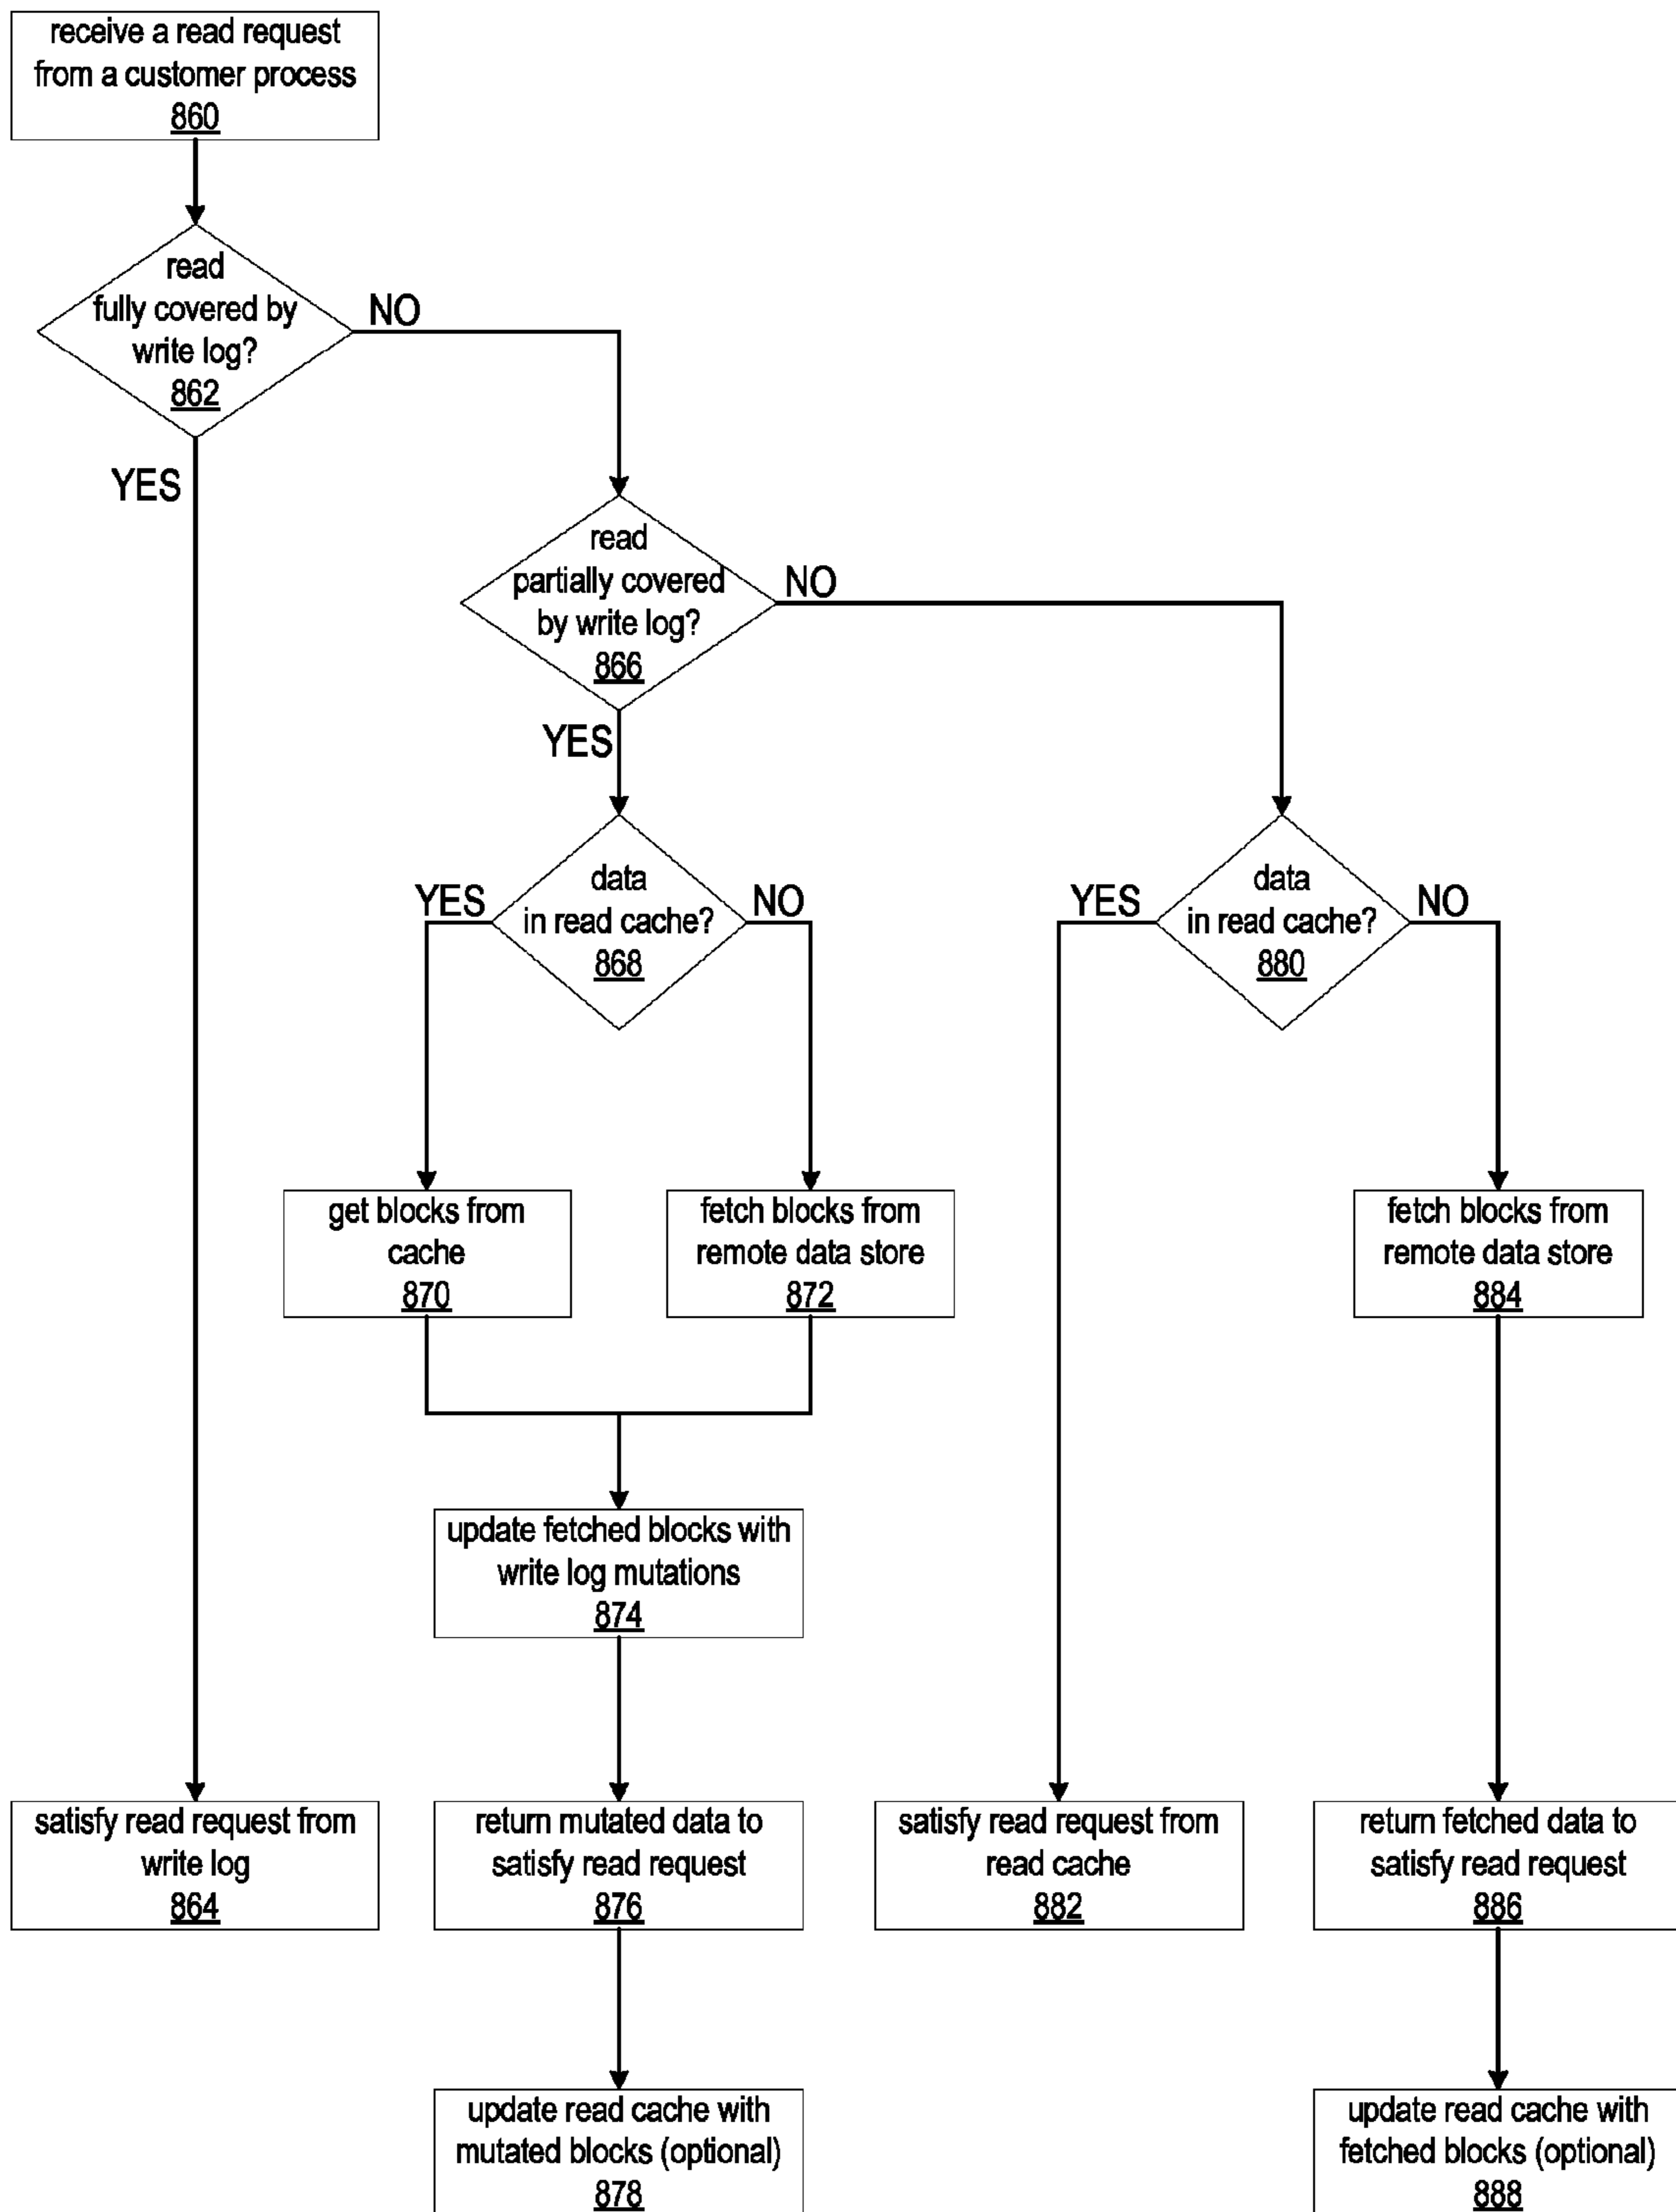 receive a read request
from a customer process
860
read
fully covered by
write log?
862
NO
YES
read
partially covered
by write log?
866
NO
YES
data
in read cache?
868
YES
NO
data
in read cache?
880
YES
NO
get blocks from
cache
870
fetch blocks from
remote data store
872
fetch blocks from
remote data store
884
update fetched blocks with
write log mutations
874
satisfy read request from
write log
864
return mutated data to
satisfy read request
876
satisfy read request from
read cache
882
return fetched data to
satisfy read request
886
update read cache with
mutated blocks (optional)
878
update read cache with
fetched blocks (optional)
888